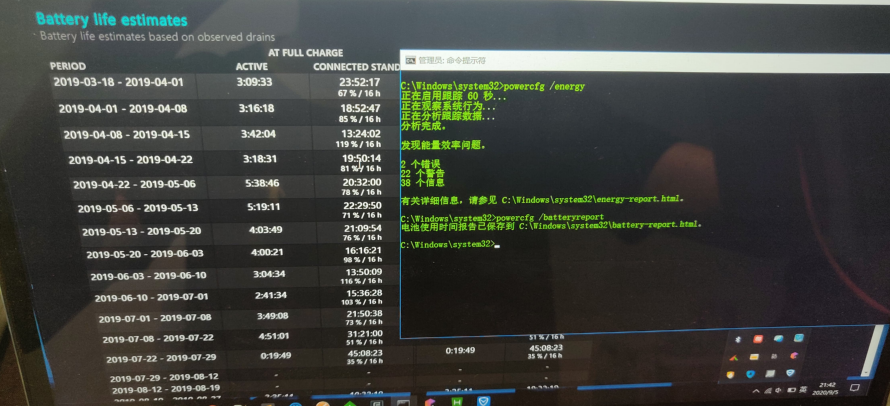 Battery life estimates
Battery life estimates based on observed drains
AT FULL CHARGE
PERIOD ACTIVE CONNECTED STAND
2019-03-18 - 2019-04-01 3:09:33 23:52:17
67 % / 16 h
2019-04-01 - 2019-04-08 3:16:18 18:52:47
85 % / 16 h
2019-04-08 - 2019-04-15 3:42:04 13:24:02
119 % / 16 h
2019-04-15 - 2019-04-22 3:18:31 19:50:14
81 % / 16 h
2019-04-22 - 2019-05-06 5:38:46 20:32:00
78 % / 16 h
2019-05-06 - 2019-05-13 5:19:11 22:29:50
71 % / 16 h
2019-05-13 - 2019-05-20 4:03:49 21:09:54
76 % / 16 h
2019-05-20 - 2019-06-03 4:00:21 16:16:21
98 % / 16 h
2019-06-03 - 2019-06-10 3:04:34 13:50:09
116 % / 16 h
2019-06-10 - 2019-07-01 2:41:34 15:36:28
103 % / 16 h
2019-07-01 - 2019-07-08 3:49:08 21:50:38
73 % / 16 h
2019-07-08 - 2019-07-22 4:51:01 31:21:00
51 % / 16 h 51 % / 16 h
2019-07-22 - 2019-07-29 0:19:49 45:08:23 0:19:49 45:08:23
35 % / 16 h 35 % / 16 h
2019-07-29 - 2019-08-12 - - - -
2019-08-12 - 2019-08-19 - - - -
管理员: 命令提示符
C:\Windows\system32>powercfg /energy
正在启用跟踪 60 秒...
正在观察系统行为...
正在分析跟踪数据...
分析完成。
发现能量效率问题。
2 个错误
22 个警告
38 个信息
有关详细信息，请参见 C:\Windows\system32\energy-report.html。
C:\Windows\system32>powercfg /batteryreport
电池使用时间报告已保存到 C:\Windows\system32\battery-report.html。
C:\Windows\system32>
英
21:42
2020/9/5